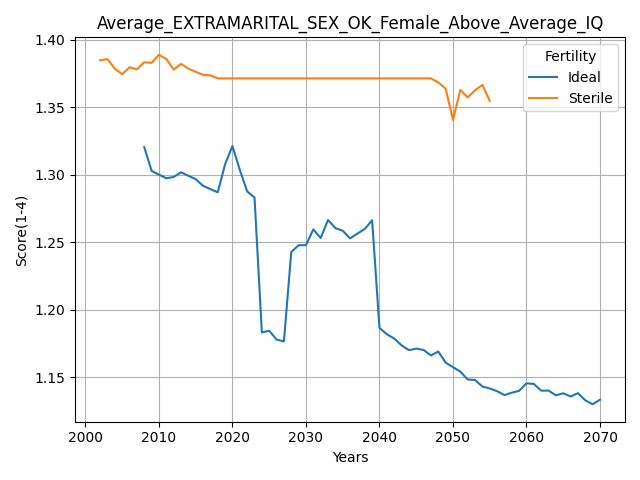 Average_EXTRAMARITAL_SEX_OK_Female_Above_Average_IQ
Score(1-4)
1.40
1.35
1.30
1.25
1.20
1.15
Fertility
Ideal
Sterile
2000 2010 2020 2030 2040 2050 2060 2070
Years